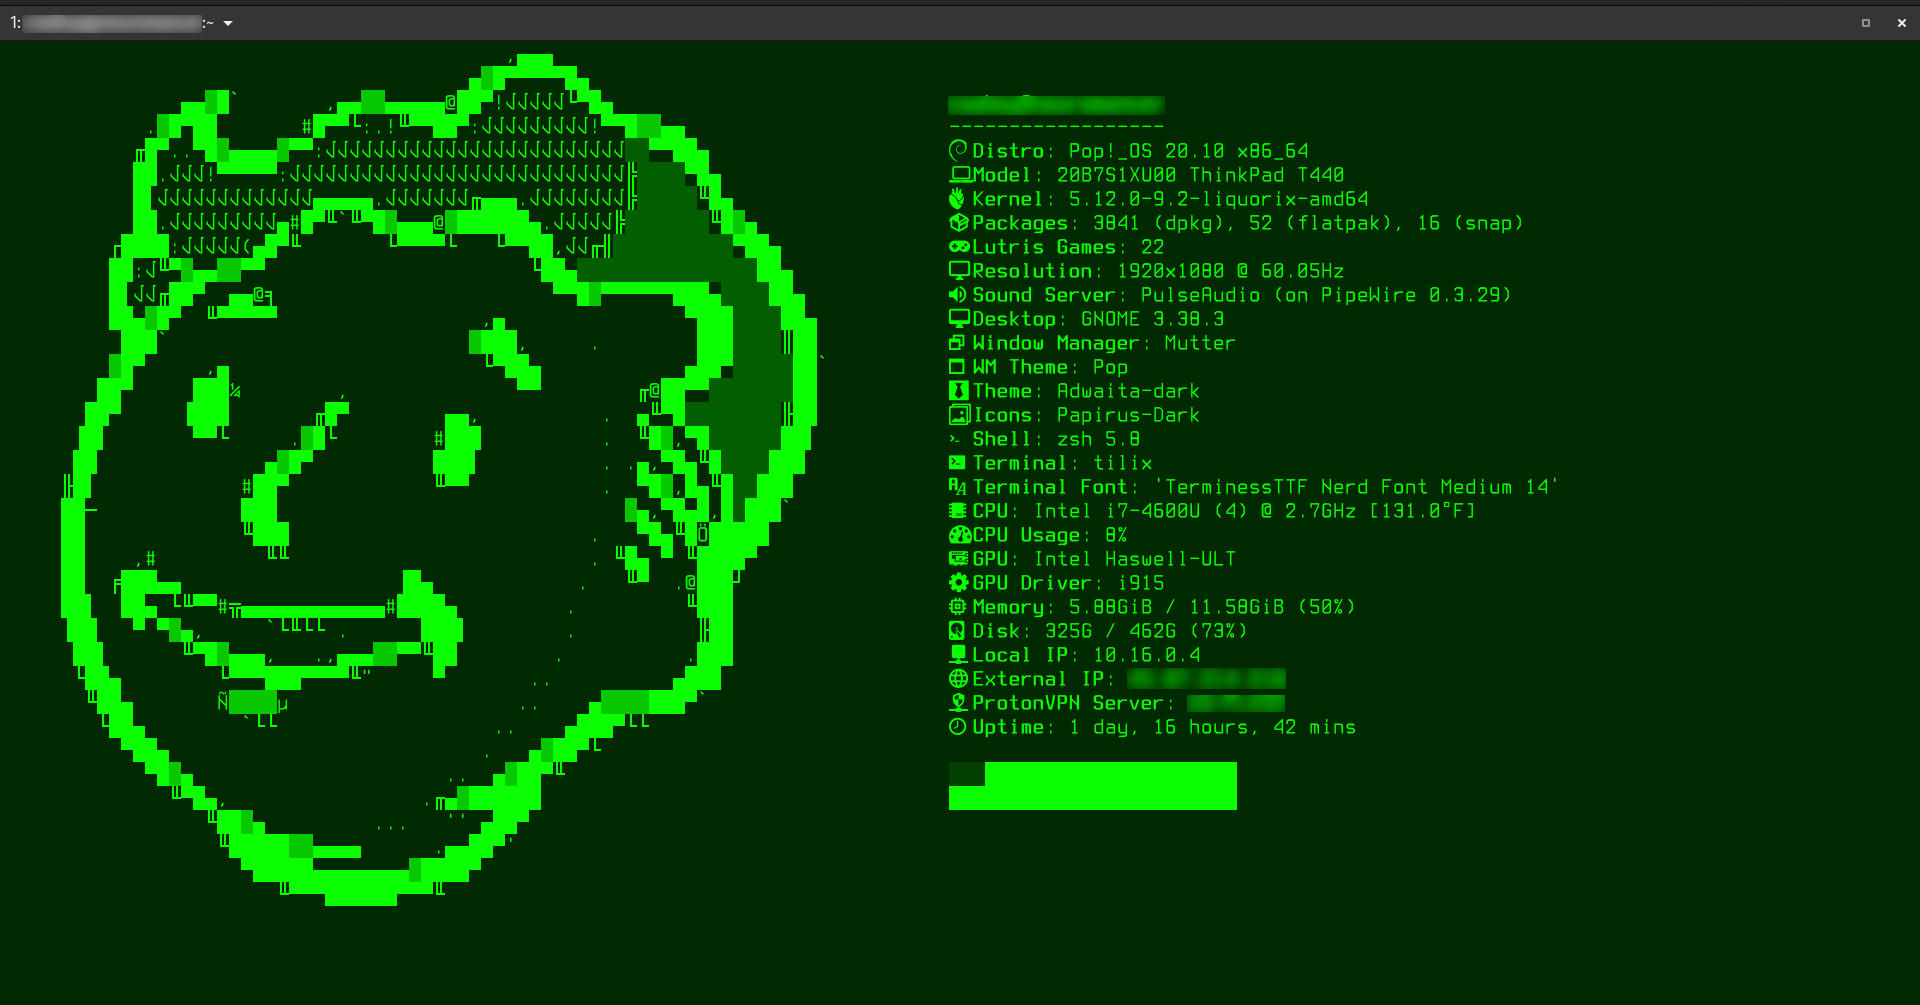 1: :~
------------------
Distro: Pop!_OS 20.10 x86_64
Model: 20B7S1XU00 ThinkPad T440
Kernel: 5.12.0-9.2-liquorix-amd64
Packages: 3841 (dpkg), 52 (flatpak), 16 (snap)
Lutris Games: 22
Resolution: 1920x1080 @ 60.05Hz
Sound Server: PulseAudio (on PipeWire 0.3.29)
Desktop: GNOME 3.38.3
Window Manager: Mutter
WM Theme: Pop
Theme: Adwaita-dark
Icons: Papirus-Dark
Shell: zsh 5.8
Terminal: tilix
Terminal Font: 'TerminessTTF Nerd Font Medium 14'
CPU: Intel i7-4600U (4) @ 2.7GHz [131.0°F]
CPU Usage: 8%
GPU: Intel Haswell-ULT
GPU Driver: i915
Memory: 5.88GiB / 11.58GiB (50%)
Disk: 325G / 462G (73%)
Local IP: 10.16.0.4
External IP:
ProtonVPN Server:
Uptime: 1 day, 16 hours, 42 mins